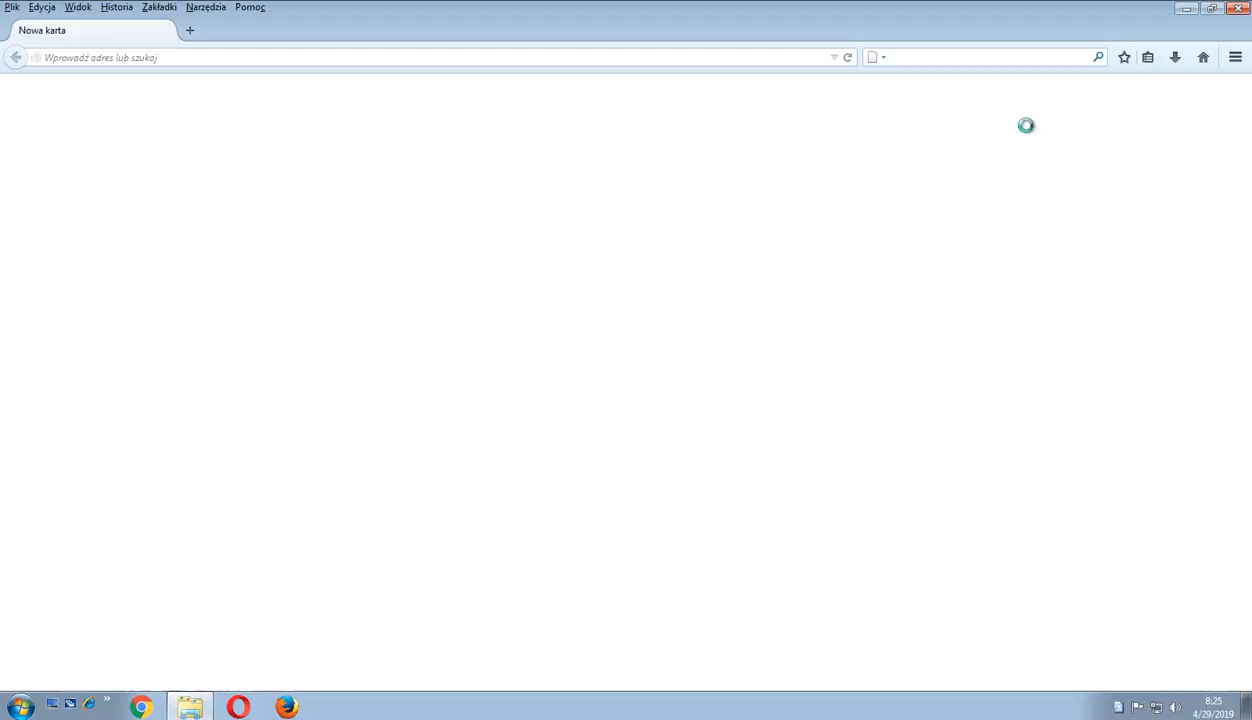 Plik Edycja Widok Historia Zakładki Narzędzia Pomoc
Nowa karta
Wprowadź adres lub szukaj
8:25
4/29/2019